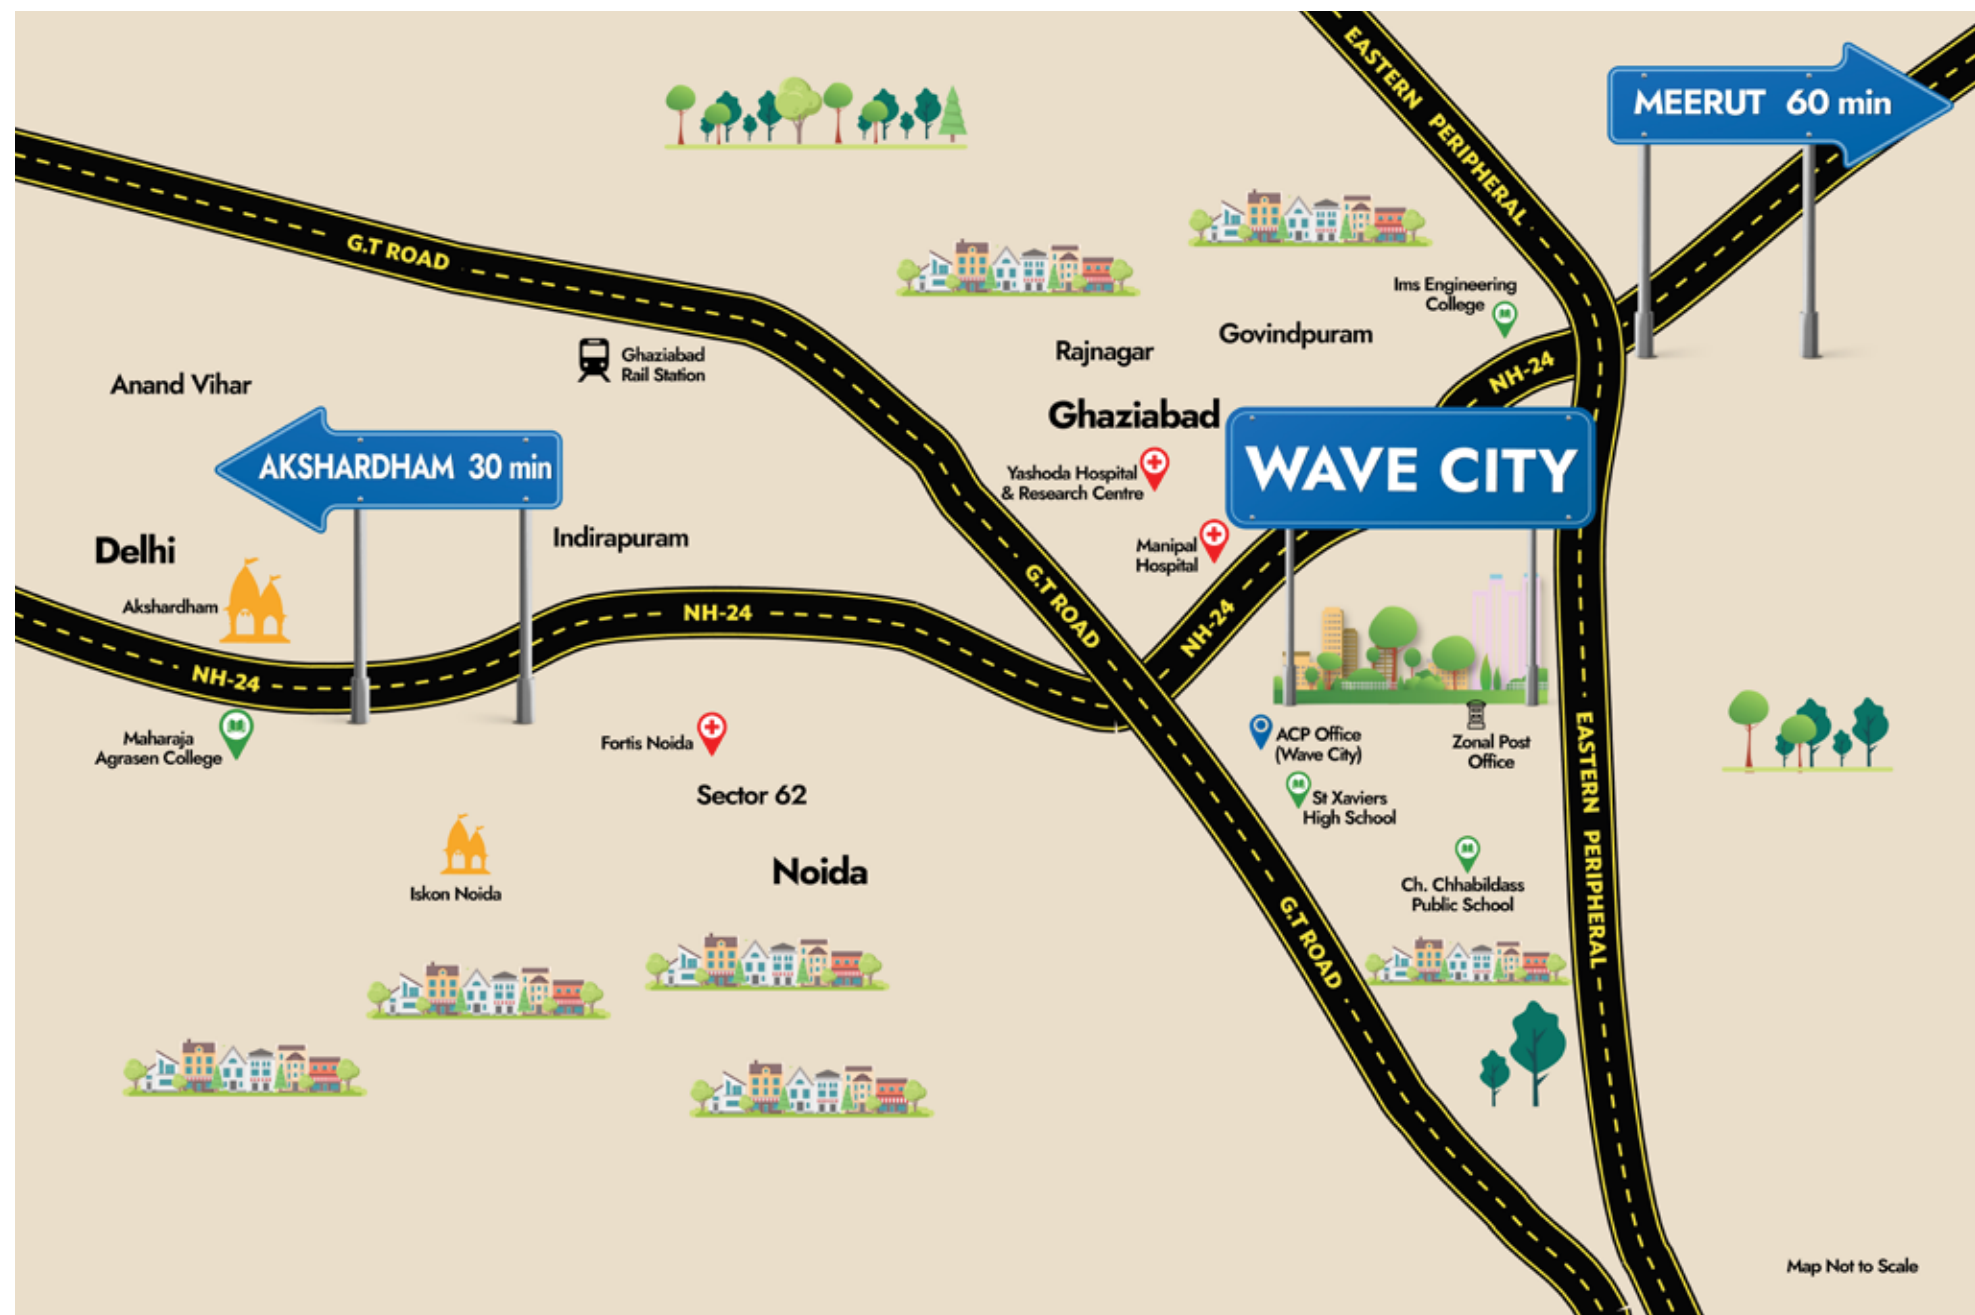 EASTERN PERIPHERAL
MEERUT 60 min
G.T ROAD
Ims Engineering
College
Govindpuram
Rajnagar
Ghaziabad
Rail Station
NH-24
Anand Vihar
Ghaziabad
AKSHARDHAM 30 min
WAVE CITY
Yashoda Hospital
& Research Centre
Delhi
Indirapuram
Manipal
Hospital
Akshardham
G.T ROAD
NH-24
NH-24
NH-24
Maharaja
Agrasen College
Fortis Noida
ACP Office
(Wave City)
Zonal Post
Office
EASTERN PERIPHERAL
Sector 62
St Xaviers
High School
Noida
Iskon Noida
Ch. Chhabildass
Public School
G.T ROAD
Map Not to Scale